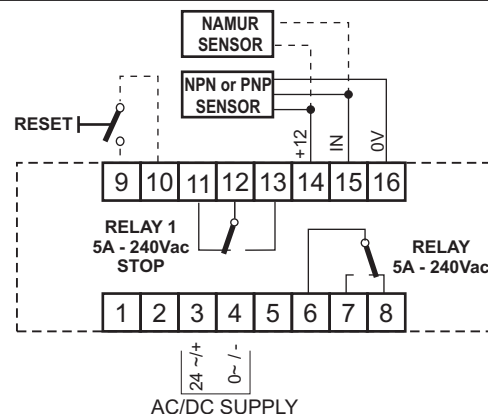 NAMUR
SENSOR
NPN or PNP
SENSOR
RESET
+12
IN
0V
9 10 11 12 13 14 15 16
RELAY 1
5A - 240Vac
STOP
RELAY
5A - 240Vac
1 2 3 4 5 6 7 8
24 ~/+
0~ / -
AC/DC SUPPLY